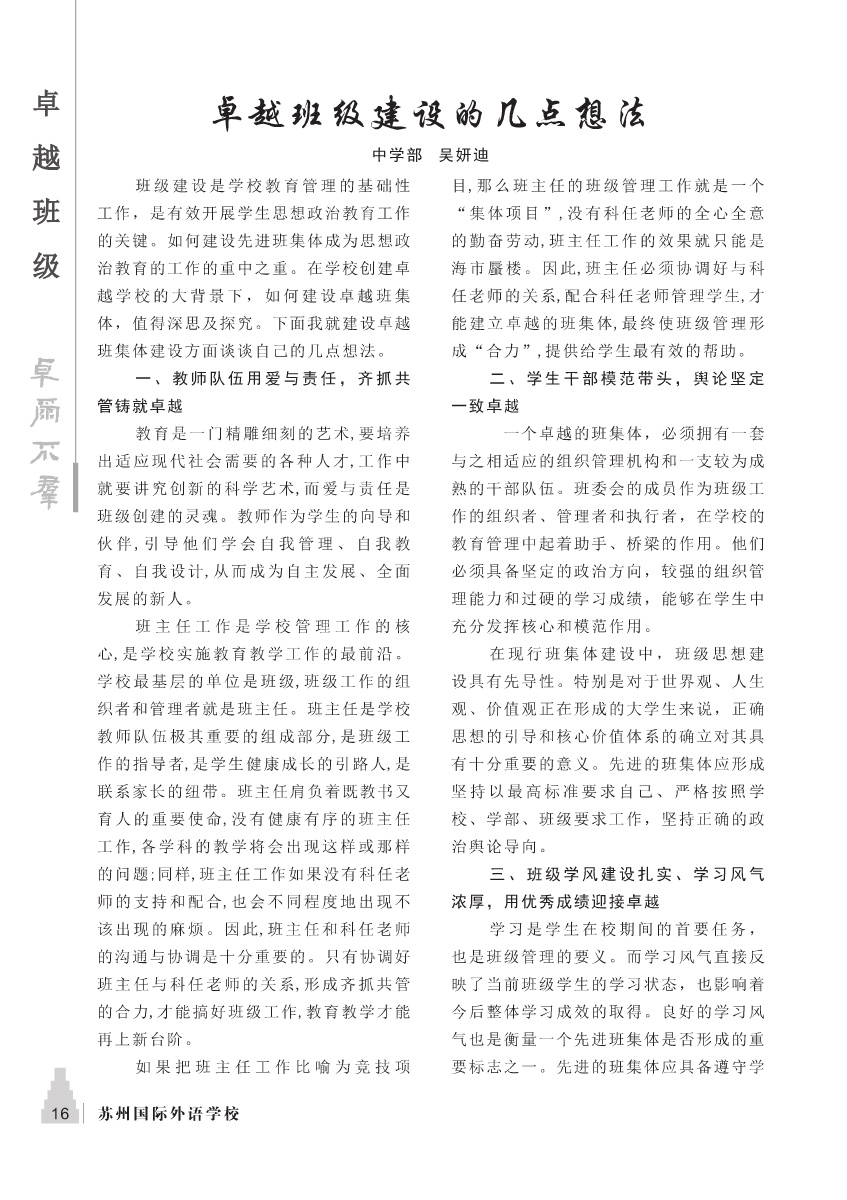 卓
越
班
级
卓尔不群
卓越班级建设的几点想法
中学部 吴妍迪
班级建设是学校教育管理的基础性
工作，是有效开展学生思想政治教育工作
的关键。如何建设先进班集体成为思想政
治教育的工作的重中之重。在学校创建卓
越学校的大背景下，如何建设卓越班集
体，值得深思及探究。下面我就建设卓越
班集体建设方面谈谈自己的几点想法。
一、教师队伍用爱与责任，齐抓共
管铸就卓越
教育是一门精雕细刻的艺术,要培养
出适应现代社会需要的各种人才,工作中
就要讲究创新的科学艺术,而爱与责任是
班级创建的灵魂。教师作为学生的向导和
伙伴,引导他们学会自我管理、自我教
育、自我设计,从而成为自主发展、全面
发展的新人。
班主任工作是学校管理工作的核
心,是学校实施教育教学工作的最前沿。
学校最基层的单位是班级,班级工作的组
织者和管理者就是班主任。班主任是学校
教师队伍极其重要的组成部分,是班级工
作的指导者,是学生健康成长的引路人,是
联系家长的纽带。班主任肩负着既教书又
育人的重要使命,没有健康有序的班主任
工作,各学科的教学将会出现这样或那样
的问题;同样,班主任工作如果没有科任老
师的支持和配合,也会不同程度地出现不
该出现的麻烦。因此,班主任和科任老师
的沟通与协调是十分重要的。只有协调好
班主任与科任老师的关系,形成齐抓共管
的合力,才能搞好班级工作,教育教学才能
再上新台阶。
如果把班主任工作比喻为竞技项
目,那么班主任的班级管理工作就是一个
“集体项目”,没有科任老师的全心全意
的勤奋劳动,班主任工作的效果就只能是
海市蜃楼。因此,班主任必须协调好与科
任老师的关系,配合科任老师管理学生,才
能建立卓越的班集体,最终使班级管理形
成“合力”,提供给学生最有效的帮助。
二、学生干部模范带头，舆论坚定
一致卓越
一个卓越的班集体，必须拥有一套
与之相适应的组织管理机构和一支较为成
熟的干部队伍。班委会的成员作为班级工
作的组织者、管理者和执行者，在学校的
教育管理中起着助手、桥梁的作用。他们
必须具备坚定的政治方向，较强的组织管
理能力和过硬的学习成绩，能够在学生中
充分发挥核心和模范作用。
在现行班集体建设中，班级思想建
设具有先导性。特别是对于世界观、人生
观、价值观正在形成的大学生来说，正确
思想的引导和核心价值体系的确立对其具
有十分重要的意义。先进的班集体应形成
坚持以最高标准要求自己、严格按照学
校、学部、班级要求工作，坚持正确的政
治舆论导向。
三、班级学风建设扎实、学习风气
浓厚，用优秀成绩迎接卓越
学习是学生在校期间的首要任务，
也是班级管理的要义。而学习风气直接反
映了当前班级学生的学习状态，也影响着
今后整体学习成效的取得。良好的学习风
气也是衡量一个先进班集体是否形成的重
要标志之一。先进的班集体应具备遵守学
16 苏州国际外语学校